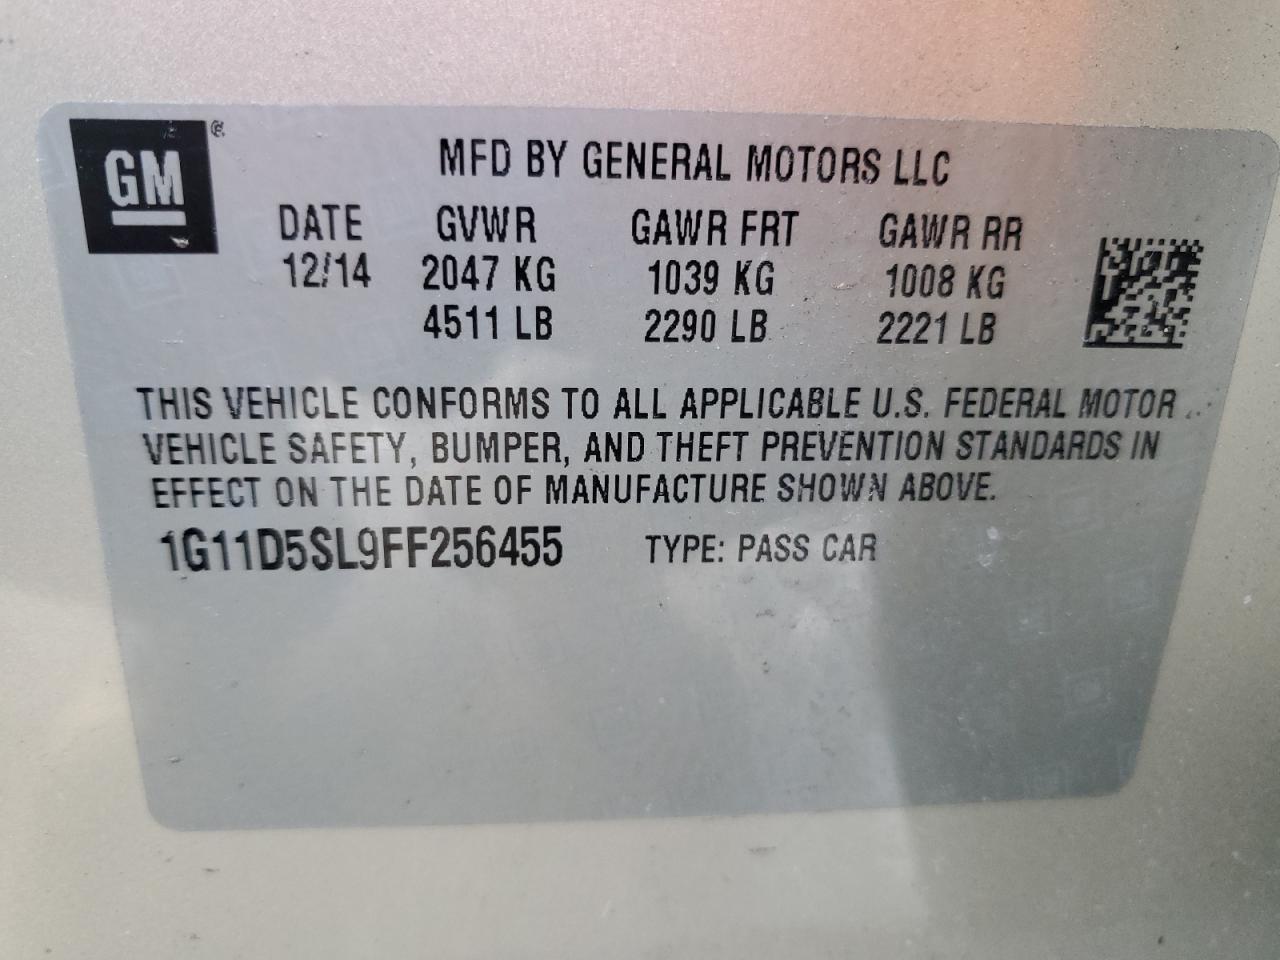 GM ®
MFD BY GENERAL MOTORS LLC
DATE GVWR GAWR FRT GAWR RR
12/14 2047 KG 1039 KG 1008 KG
4511 LB 2290 LB 2221 LB
THIS VEHICLE CONFORMS TO ALL APPLICABLE U.S. FEDERAL MOTOR
VEHICLE SAFETY, BUMPER, AND THEFT PREVENTION STANDARDS IN
EFFECT ON THE DATE OF MANUFACTURE SHOWN ABOVE.
1G11D5SL9FF256455 TYPE: PASS CAR